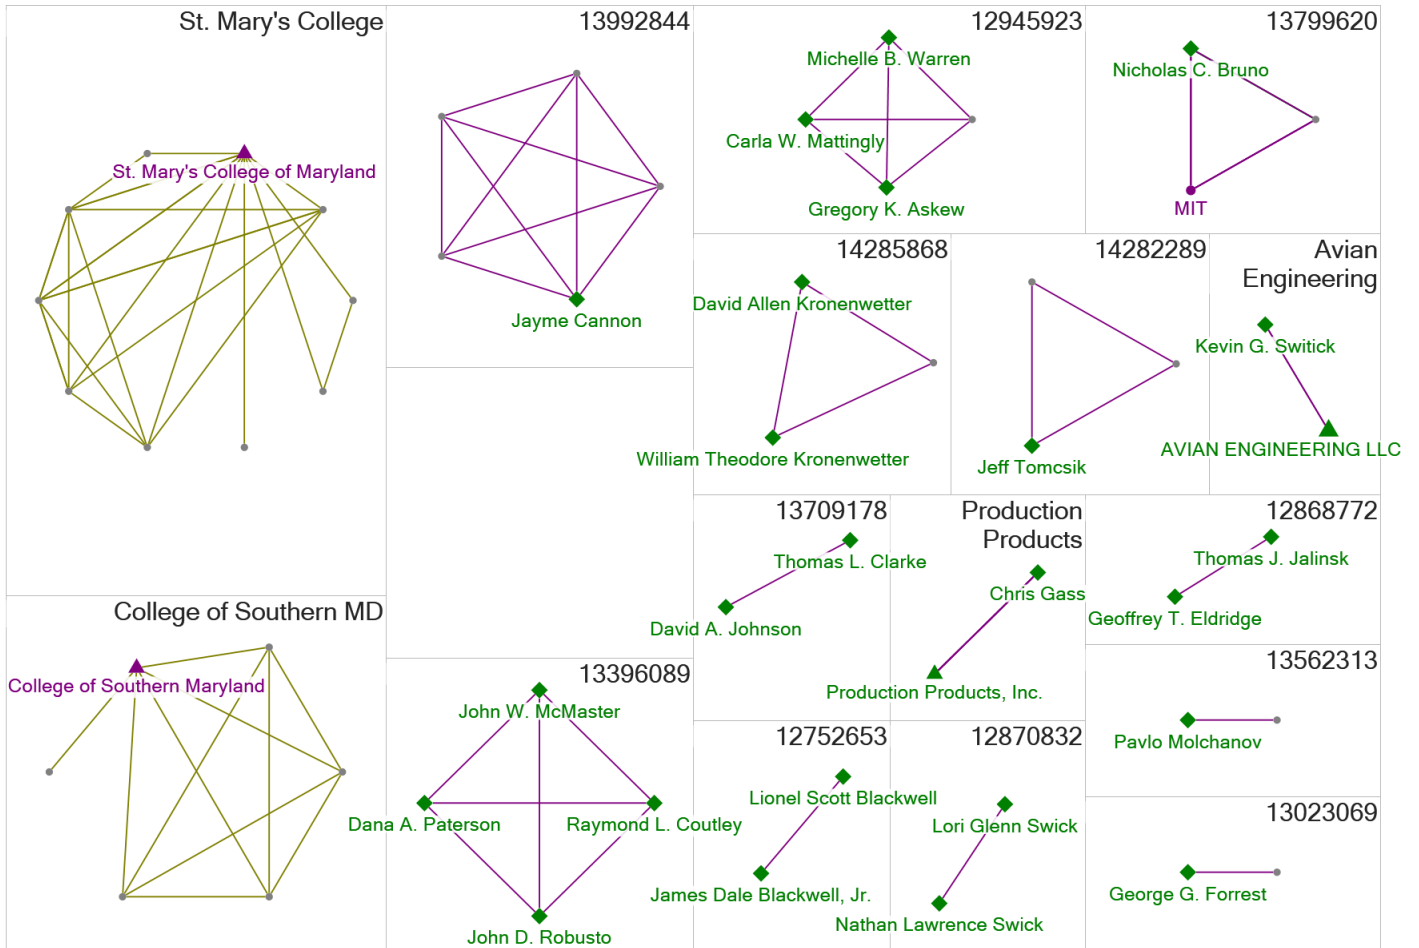 St. Mary's College
St. Mary's College of Maryland
13992844
Jayme Cannon
12945923
Michelle B. Warren
Carla W. Mattingly
Gregory K. Askew
13799620
Nicholas C. Bruno
MIT
14285868
David Allen Kronenwetter
William Theodore Kronenwetter
14282289
Jeff Tomcsik
Avian
Engineering
Kevin G. Switick
AVIAN ENGINEERING LLC
College of Southern MD
College of Southern Maryland
13396089
John W. McMaster
Dana A. Paterson
Raymond L. Coutley
John D. Robusto
13709178
Thomas L. Clarke
David A. Johnson
Production
Products
Chris Gass
Production Products, Inc.
12868772
Thomas J. Jalinsk
Geoffrey T. Eldridge
12752653
Lionel Scott Blackwell
James Dale Blackwell, Jr.
12870832
Lori Glenn Swick
Nathan Lawrence Swick
13562313
Pavlo Molchanov
13023069
George G. Forrest